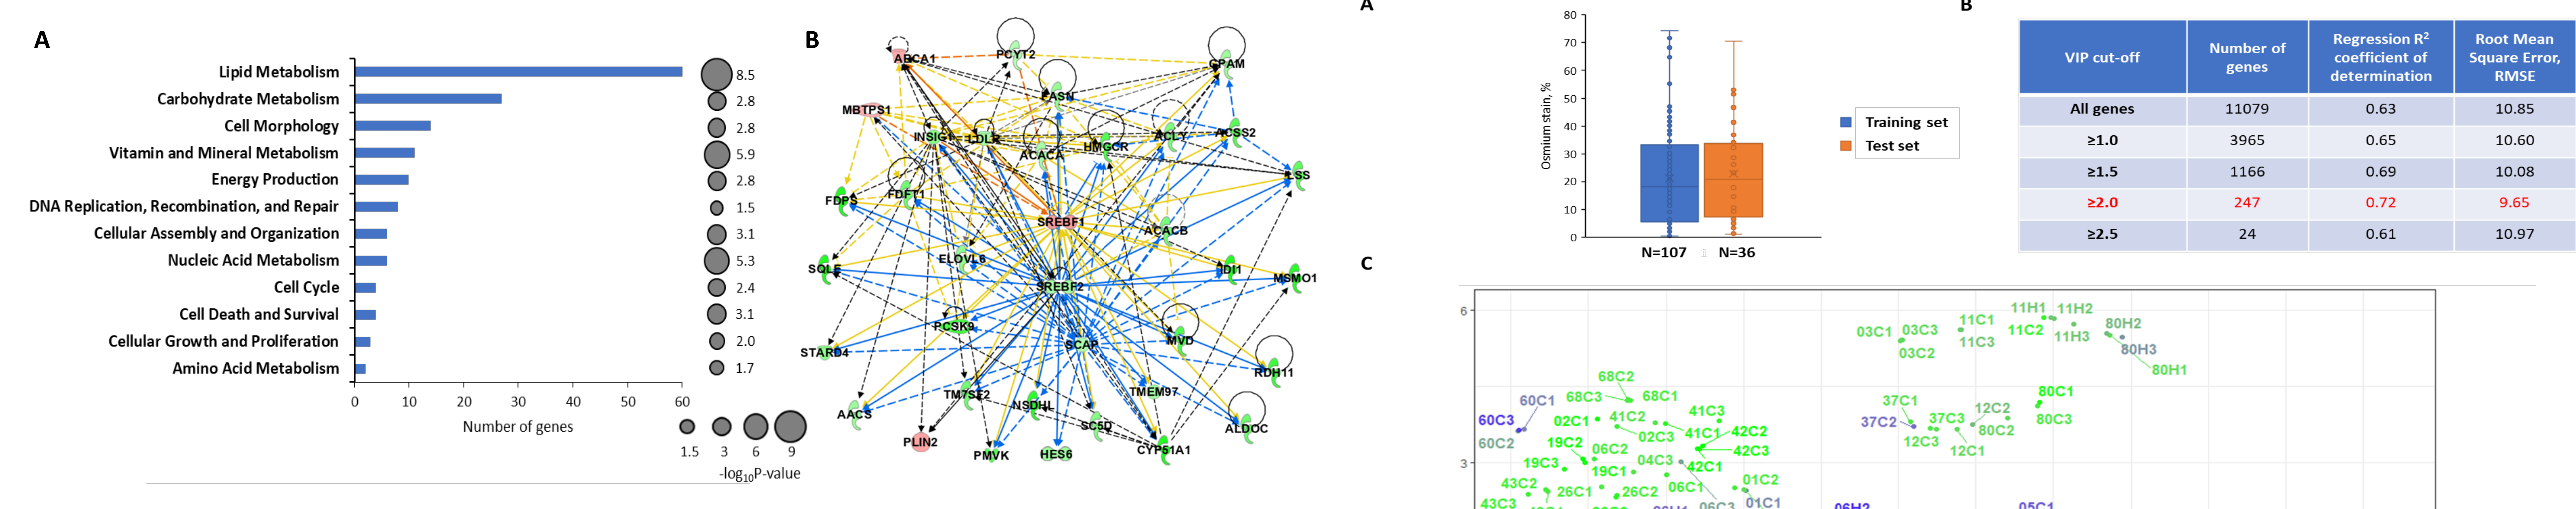 A
Lipid Metabolism
Carbohydrate Metabolism
Cell Morphology
Vitamin and Mineral Metabolism
Energy Production
DNA Replication, Recombination, and Repair
Cellular Assembly and Organization
Nucleic Acid Metabolism
Cell Cycle
Cell Death and Survival
Cellular Growth and Proliferation
Amino Acid Metabolism
0 10 20 30 40 50 60
Number of genes
8.5
2.8
2.8
5.9
2.8
1.5
3.1
5.3
2.4
3.1
2.0
1.7
1.5 3 6 9
-log10P-value
B
ABCA1
PCYT2
GPAM
FASN
MBTPS1
INSIG1
LDLR
ACACA
HMGCR
ACLY
ACSS2
LSS
FDPS
FDFT1
SREBF1
ACACB
SQLE
ELOVL6
IDI1
MSMO1
SREBF2
PCSK9
STARD4
SCAP
MVD
RDH11
AACS
TM7SF2
NSDHL
TMEM97
SC5D
ALDOC
PLIN2
PMVK
HES6
CYP51A1
A
Osmium stain, %
80
70
60
50
40
30
20
10
0
N=107 N=36
Training set
Test set
B
VIP cut-off Number of genes Regression R2 coefficient of determination Root Mean Square Error, RMSE
All genes 11079 0.63 10.85
≥1.0 3965 0.65 10.60
≥1.5 1166 0.69 10.08
≥2.0 247 0.72 9.65
≥2.5 24 0.61 10.97
C
6
3
11H1 11H2
03C1 03C3 11C1 11C2 11H3 80H2
03C2 11C3 80H3
80H1
68C2
68C3 68C1
80C1
60C1 37C1
60C3 02C1 41C2 41C3 37C2 37C3 12C2 80C3
60C2 02C3 41C1 42C2 12C3 80C2
19C2 06C2 42C3 12C1
19C3 19C1 04C3 42C1
43C2 26C1 26C2 06C1 01C2
43C3 06C3 01C1 06H2 05C1